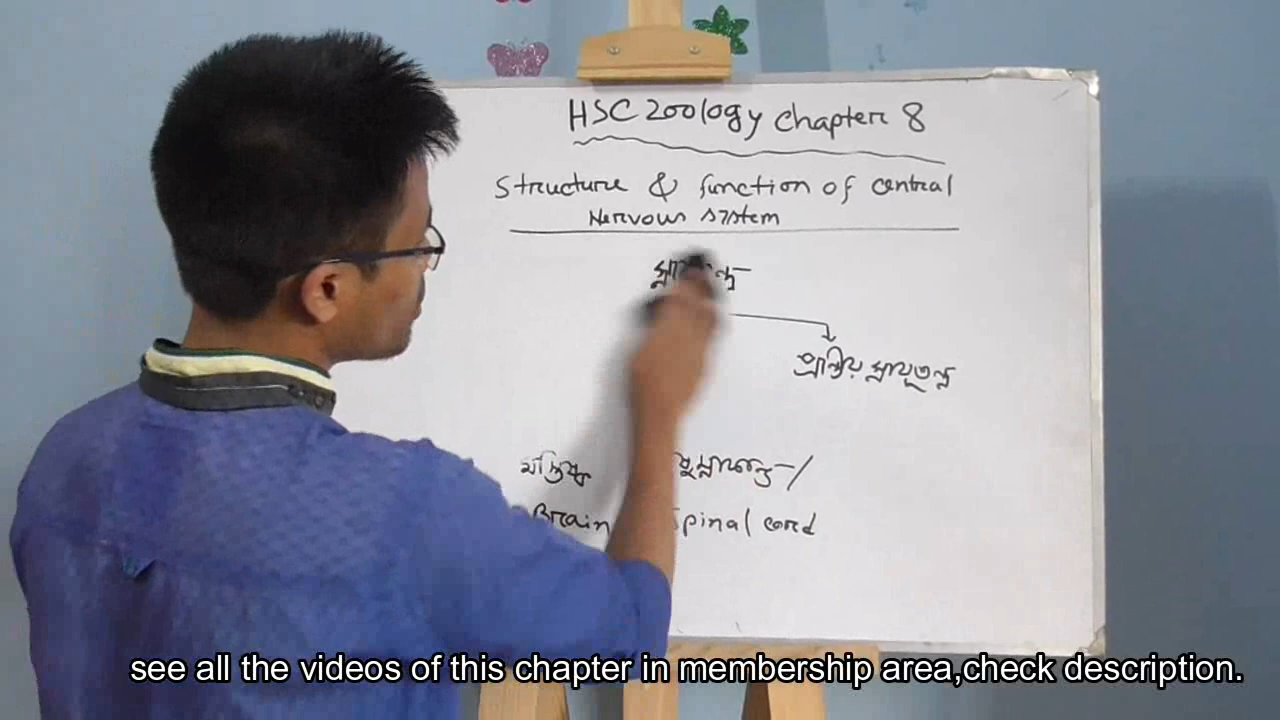 HSC Zoology Chapter 8
Structure & function of central
Nervous system
প্রান্তীয় স্নায়ুতন্ত্র
মস্তিষ্ক
Brain Spinal cord
see all the videos of this chapter in membership area,check description.